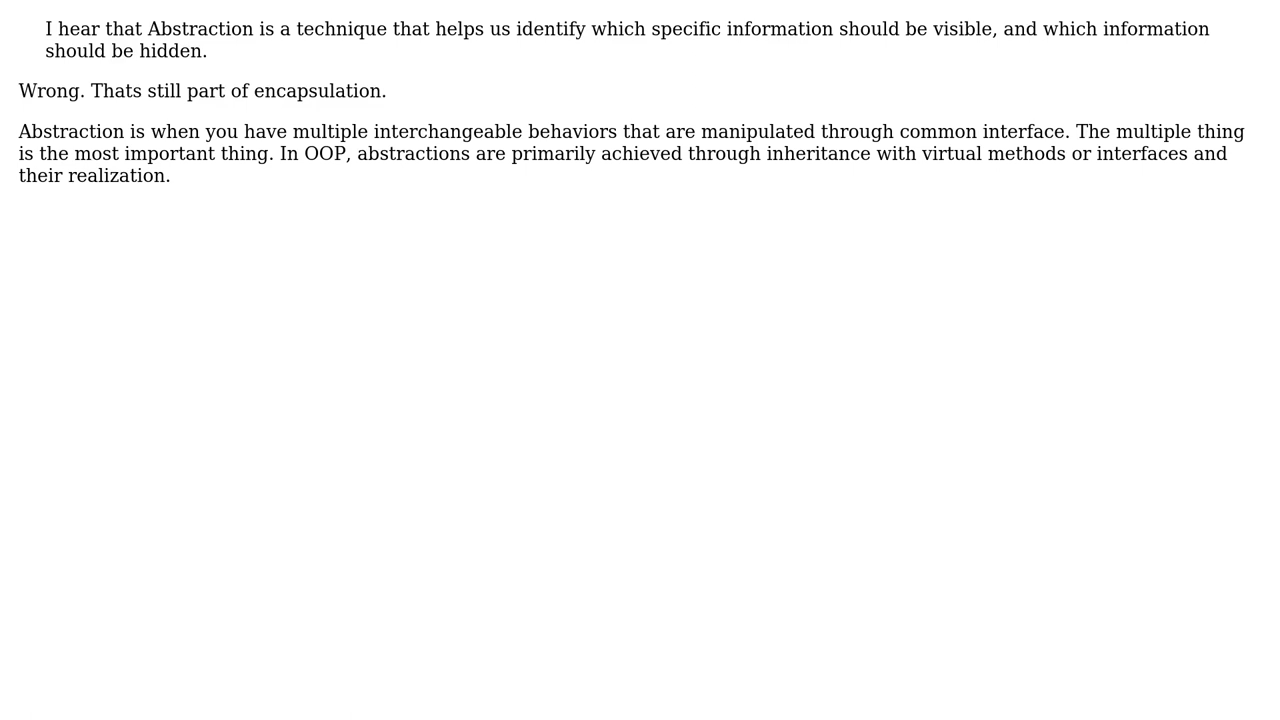 I hear that Abstraction is a technique that helps us identify which specific information should be visible, and which information
should be hidden.
Wrong. Thats still part of encapsulation.
Abstraction is when you have multiple interchangeable behaviors that are manipulated through common interface. The multiple thing
is the most important thing. In OOP, abstractions are primarily achieved through inheritance with virtual methods or interfaces and
their realization.